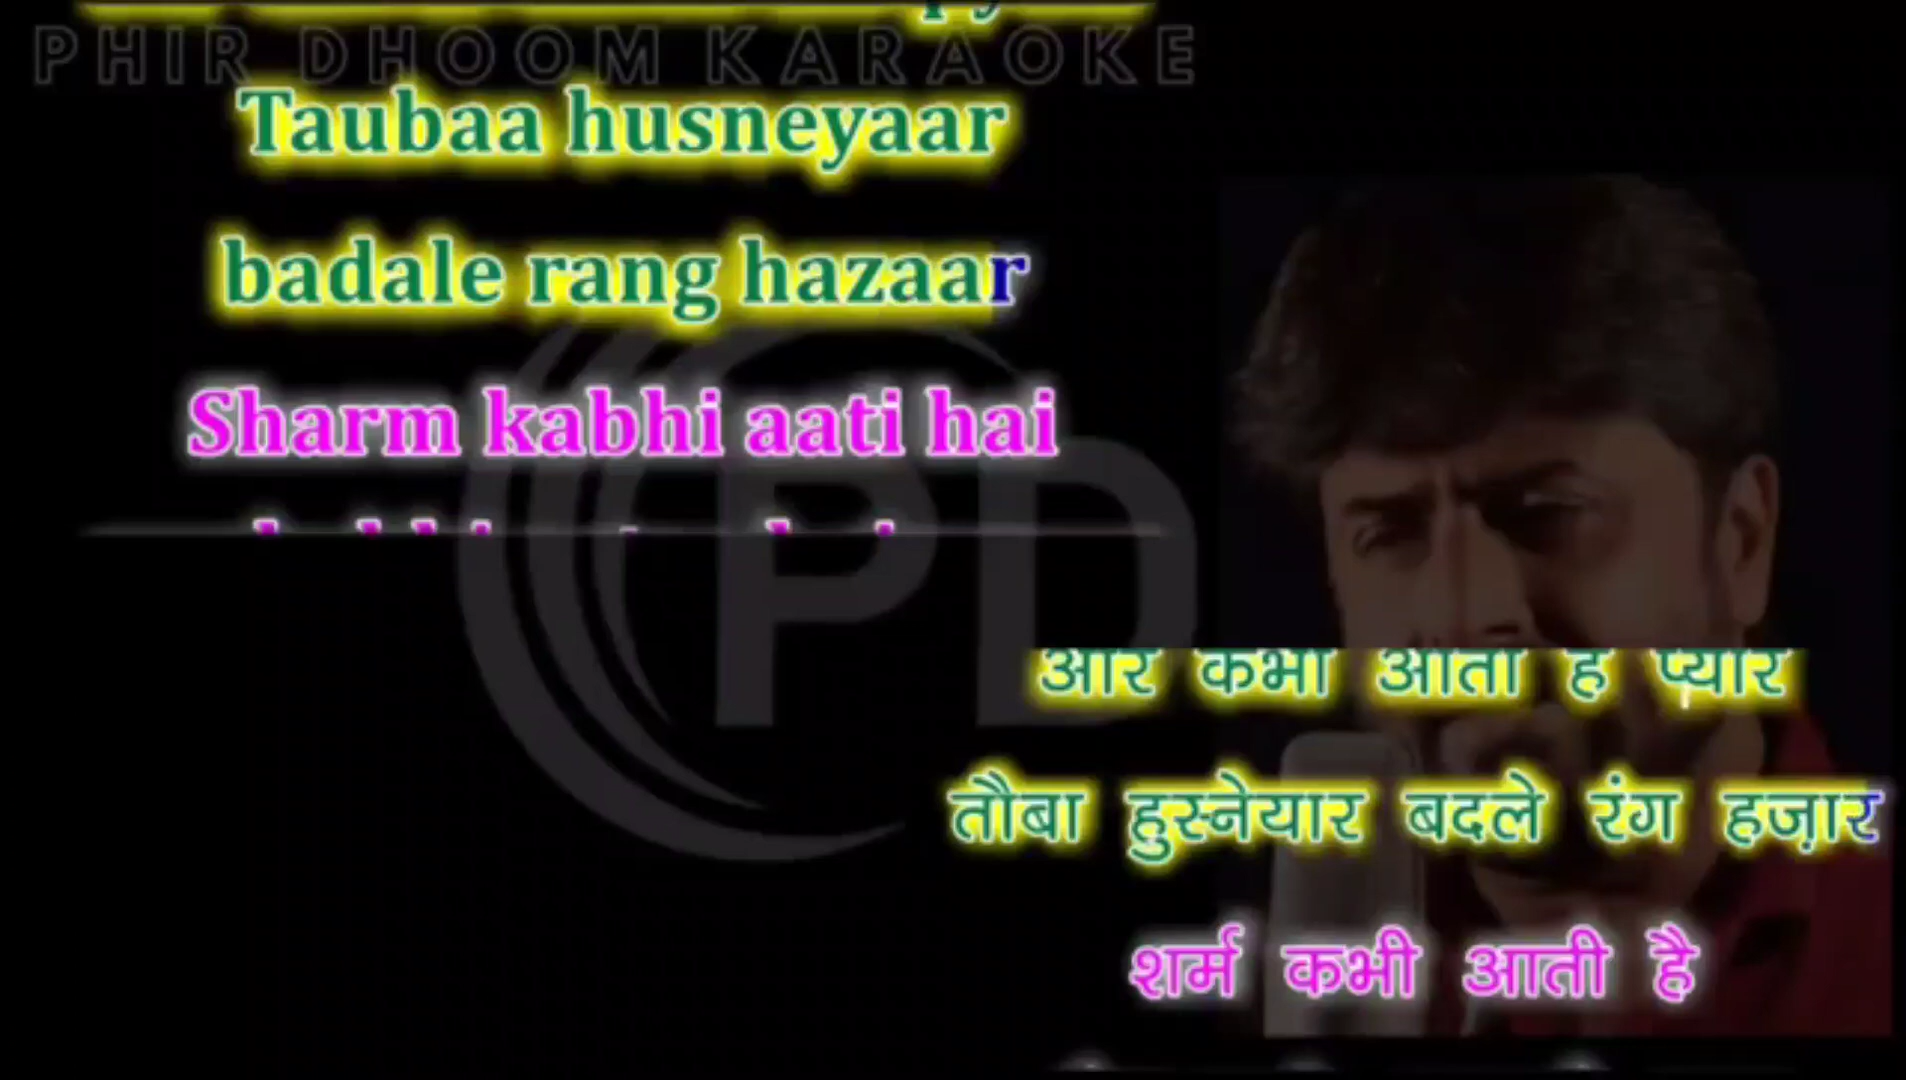 PHIR DHOOM KARAOKE
Taubaa husneyaar
badale rang hazaar
Sharm kabhi aati hai
PD
और कभी आता है प्यार
तौबा हुस्नेयार बदले रंग हज़ार
शर्म कभी आती है